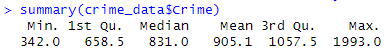 > summary(crime_data$Crime)
Min. 1st Qu. Median Mean 3rd Qu. Max.
342.0 658.5 831.0 905.1 1057.5 1993.0